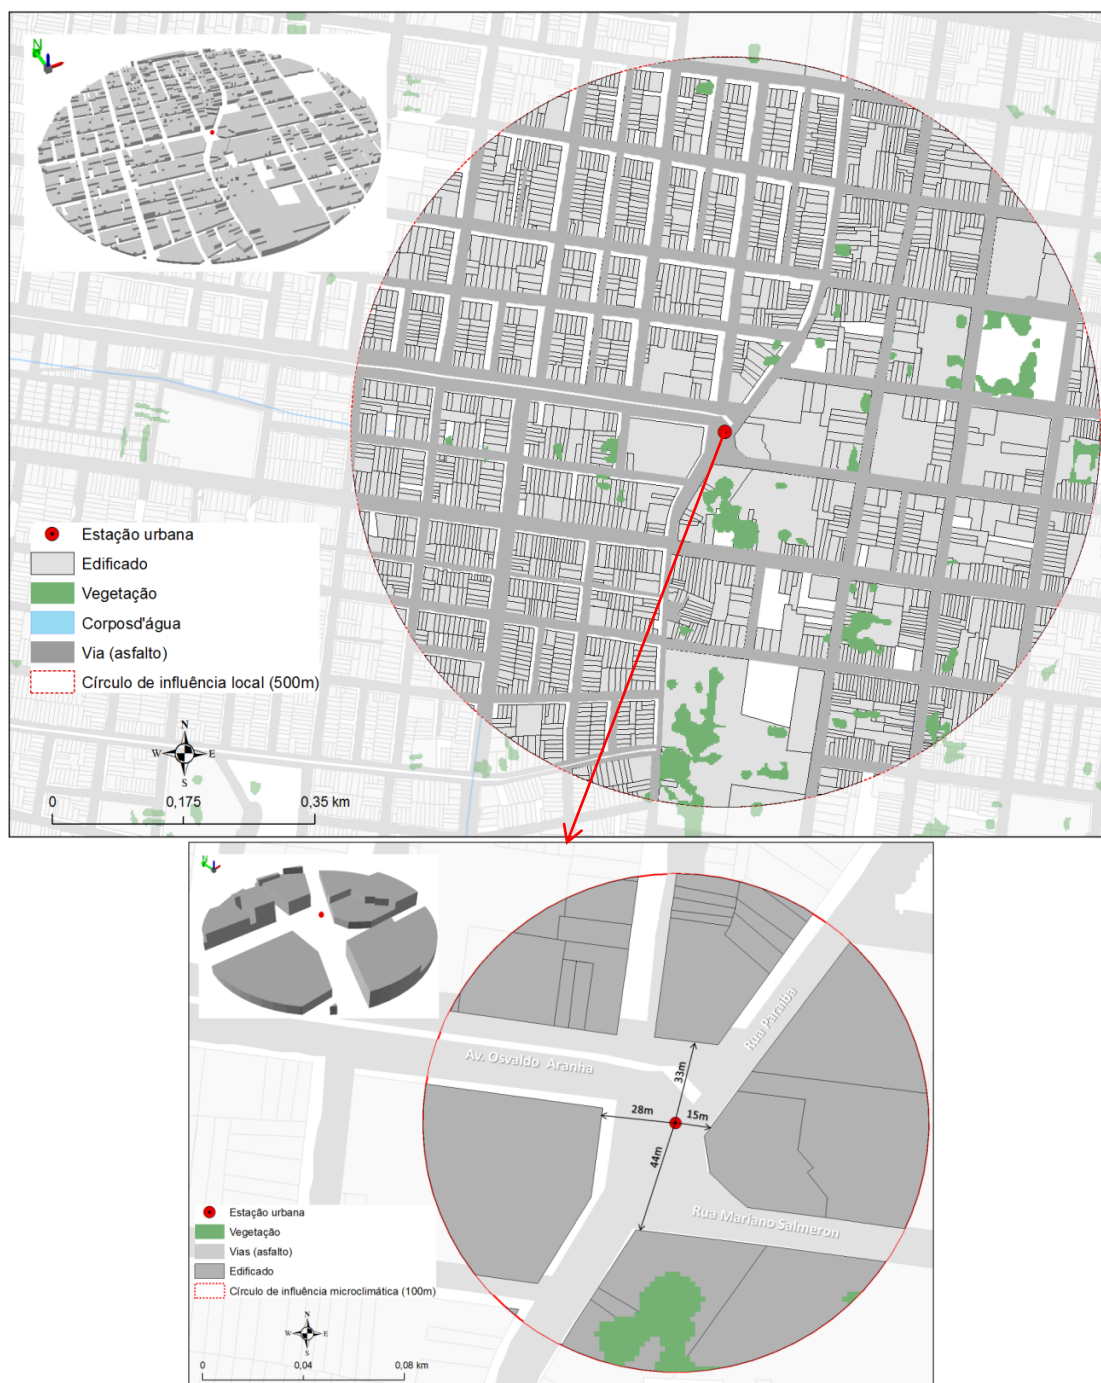 N
Estação urbana
Edificado
Vegetação
Corposd'água
Via (asfalto)
Círculo de influência local (500m)
N
W E
S
0 0,175 0,35 km
N
Rua Paraíba
Av. Osvaldo Aranha
33m
28m
15m
44m
Rua Mariano Salmeron
Estação urbana
Vegetação
Vias (asfalto)
Edificado
Círculo de influência microclimática (100m)
N
W E
S
0 0,04 0,08 km